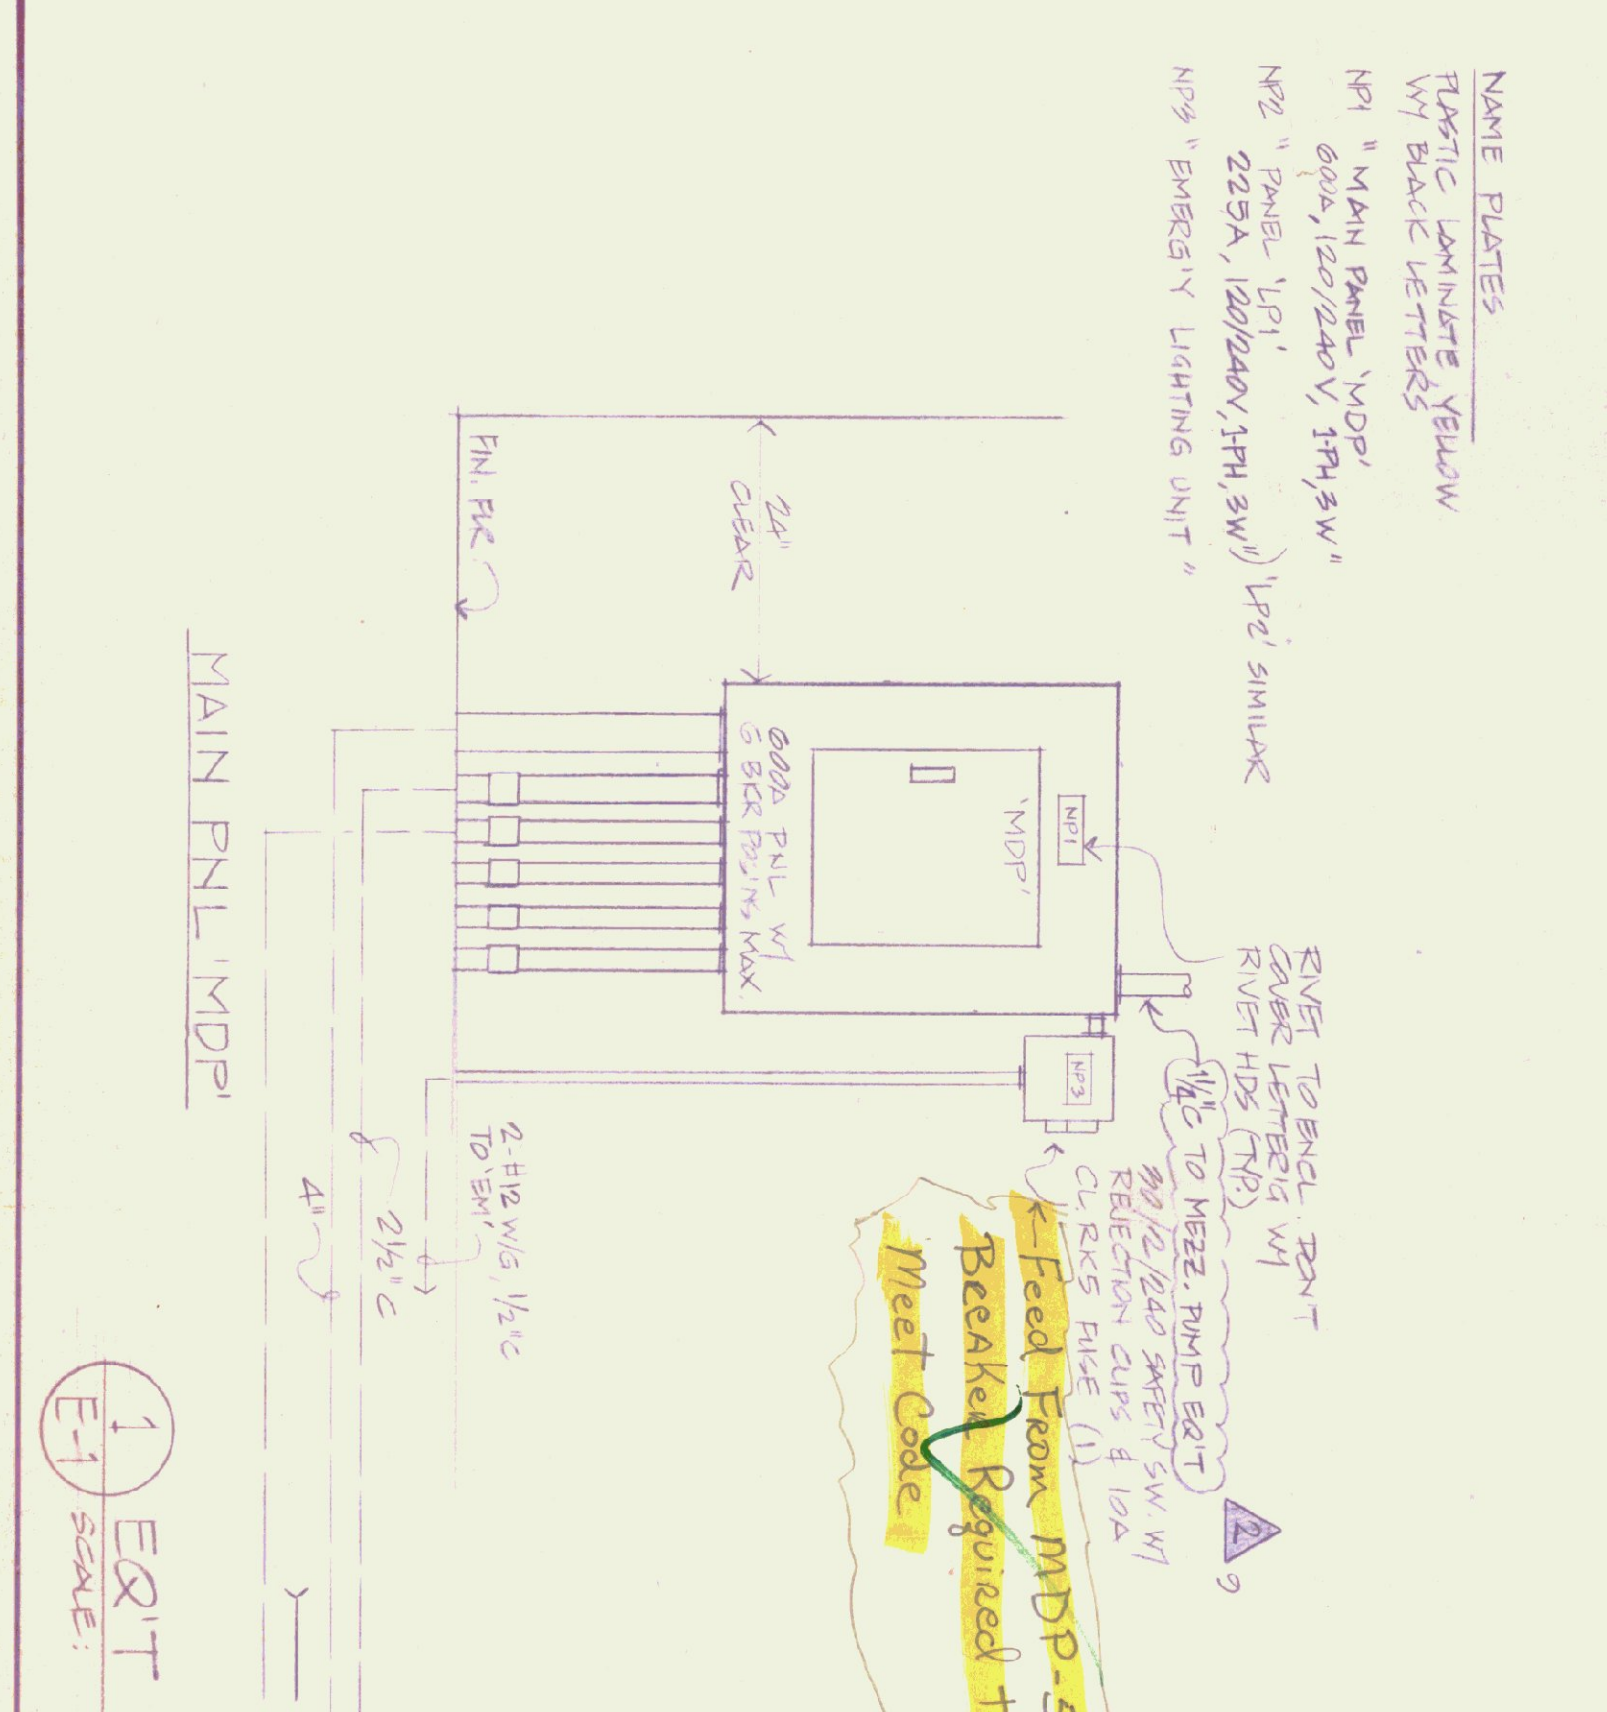 NAME PLATES
PLASTIC LAMINATE YELLOW
W/ BLACK LETTERS
NP1 "MAIN PANEL 'MDP'
600A, 120/240V, 1-PH, 3W"
NP2 "PANEL 'LP1'
225A, 120/240V, 1-PH, 3W") 'LP2' SIMILAR
NP3 "EMERG'Y LIGHTING UNIT"
RIVET TO ENCL. DON'T
COVER LETTER'G W/
RIVET HDS (TYP.)
1/4"C TO MEZZ. PUMP EQ'T
2
30/2/240 SAFETY SW. W/
REJECTION CLIPS & 10A
CL. RK5 FUSE (1)
←Feed From MDP-
Breaker Required
Meet Code
NP1
'MDP'
NP3
600A PNL W/
6 BKR POS'NS MAX.
24"
CLEAR
FIN. FLR
2-#12 W/G, 1/2"C
TO 'EM'
2 1/2"C
4"
MAIN PNL 'MDP'
1
E-1
EQ'T
SCALE: